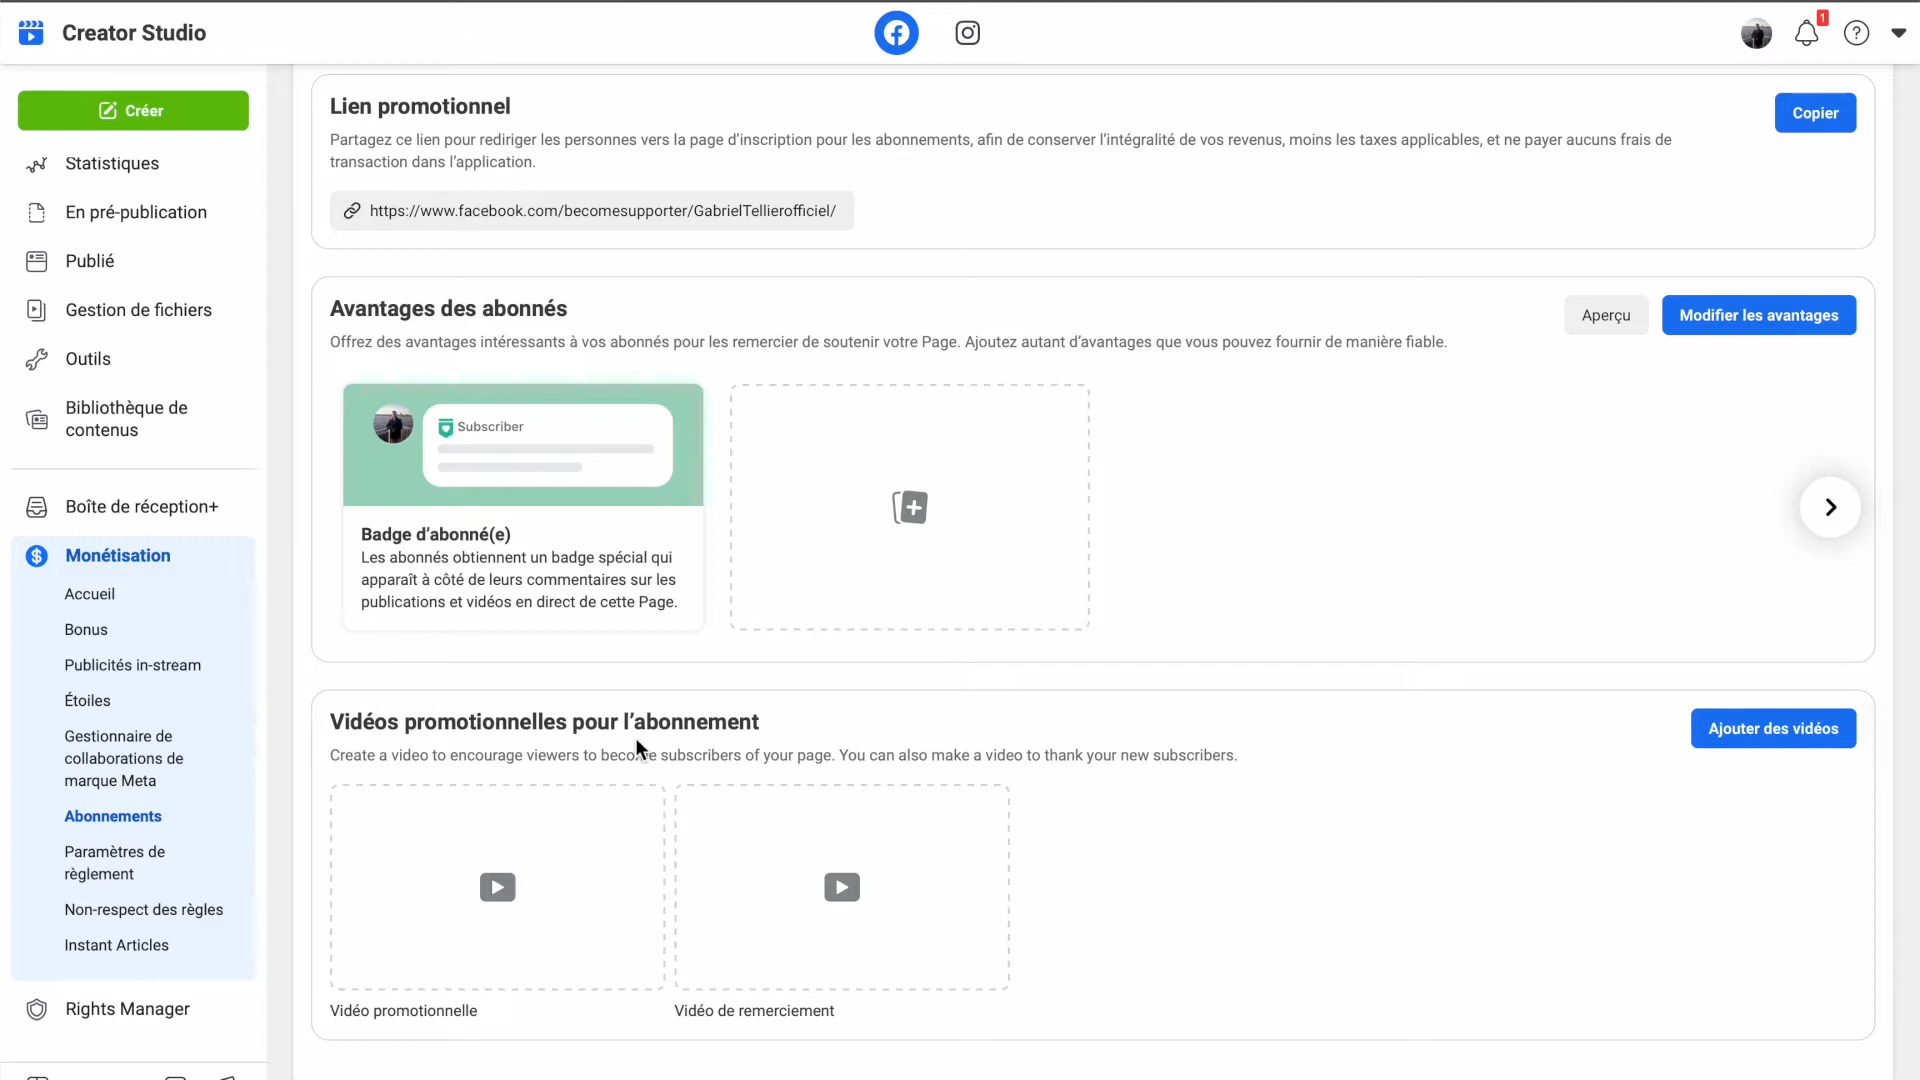 Creator Studio
1
Créer
Statistiques
En pré-publication
Publié
Gestion de fichiers
Outils
Bibliothèque de
contenus
Boîte de réception+
Monétisation
Accueil
Bonus
Publicités in-stream
Étoiles
Gestionnaire de
collaborations de
marque Meta
Abonnements
Paramètres de
règlement
Non-respect des règles
Instant Articles
Rights Manager
Lien promotionnel
Copier
Partagez ce lien pour rediriger les personnes vers la page d’inscription pour les abonnements, afin de conserver l’intégralité de vos revenus, moins les taxes applicables, et ne payer aucuns frais de
transaction dans l’application.
https://www.facebook.com/becomesupporter/GabrielTellierofficiel/
Avantages des abonnés
Aperçu
Modifier les avantages
Offrez des avantages intéressants à vos abonnés pour les remercier de soutenir votre Page. Ajoutez autant d’avantages que vous pouvez fournir de manière fiable.
Subscriber
Badge d’abonné(e)
Les abonnés obtiennent un badge spécial qui
apparaît à côté de leurs commentaires sur les
publications et vidéos en direct de cette Page.
Vidéos promotionnelles pour l’abonnement
Ajouter des vidéos
Create a video to encourage viewers to become subscribers of your page. You can also make a video to thank your new subscribers.
Vidéo promotionnelle
Vidéo de remerciement